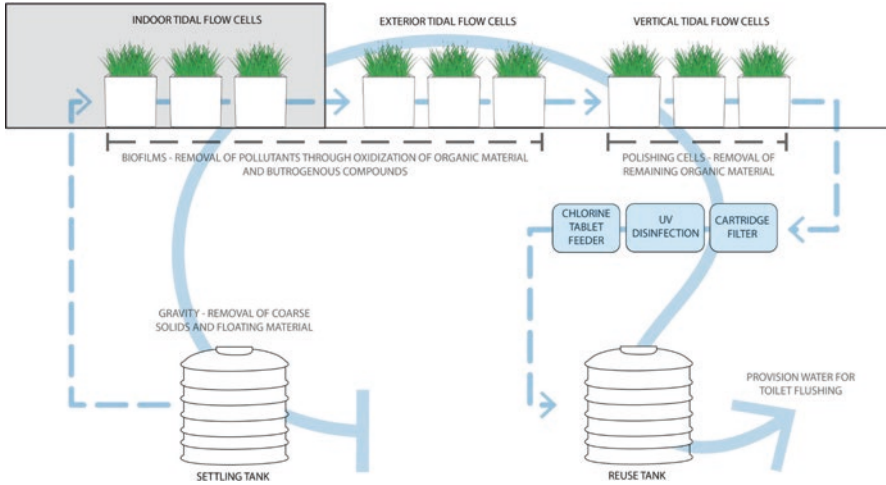 INDOOR TIDAL FLOW CELLS
EXTERIOR TIDAL FLOW CELLS
VERTICAL TIDAL FLOW CELLS
BIOFILMS - REMOVAL OF POLLUTANTS THROUGH OXIDIZATION OF ORGANIC MATERIAL
AND BUTROGENOUS COMPOUNDS
POLISHING CELLS - REMOVAL OF
REMAINING ORGANIC MATERIAL
CHLORINE
TABLET
FEEDER
UV
DISINFECTION
CARTRIDGE
FILTER
GRAVITY - REMOVAL OF COARSE
SOLIDS AND FLOATING MATERIAL
PROVISION WATER FOR
TOILET FLUSHING
SETTLING TANK
REUSE TANK